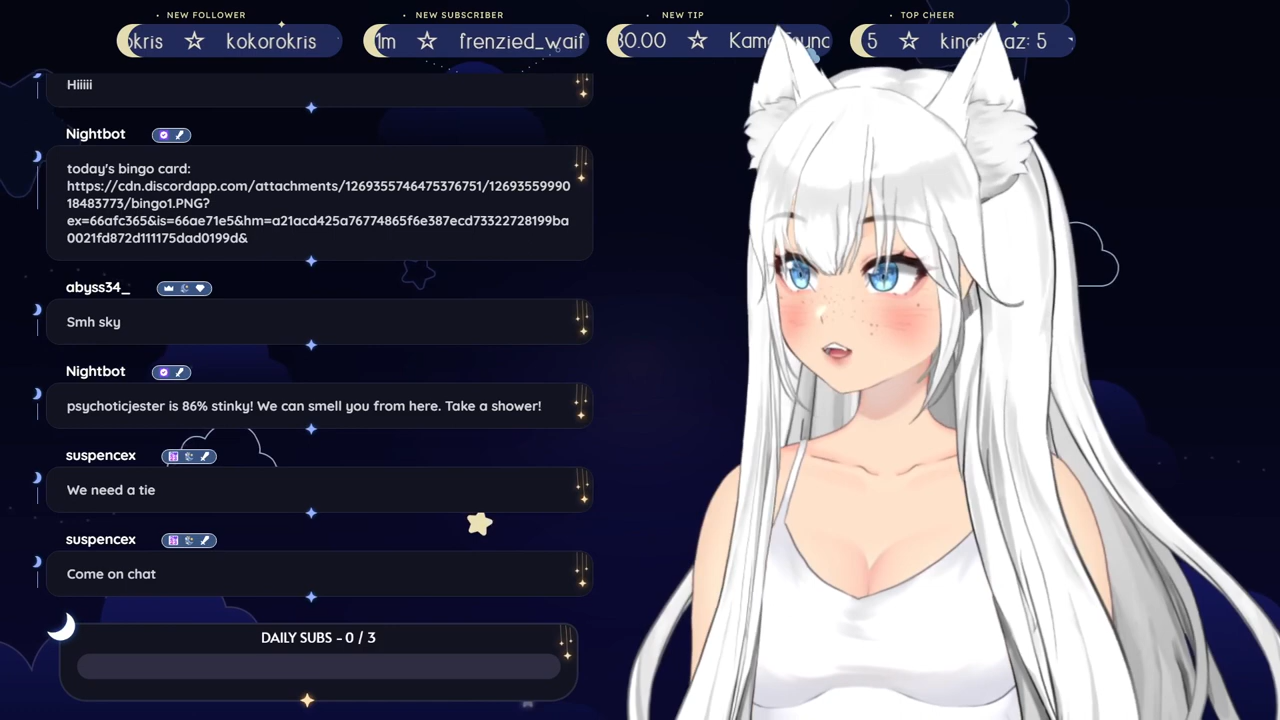 NEW FOLLOWER
NEW SUBSCRIBER
NEW TIP
TOP CHEER
okris ☆ kokorokris
1m ☆ frenzied_waif
30.00 ☆
5 ☆ : 5
Hiiiii
Nightbot
today's bingo card:
https://cdn.discordapp.com/attachments/1269355746475376751/12693559990
18483773/bingo1.PNG?
ex=66afc365&is=66ae71e5&hm=a21acd425a76774865f6e387ecd73322728199ba
0021fd872d111175dad0199d&
abyss34_
Smh sky
Nightbot
psychoticjester is 86% stinky! We can smell you from here. Take a shower!
suspencex
We need a tie
suspencex
Come on chat
DAILY SUBS - 0 / 3